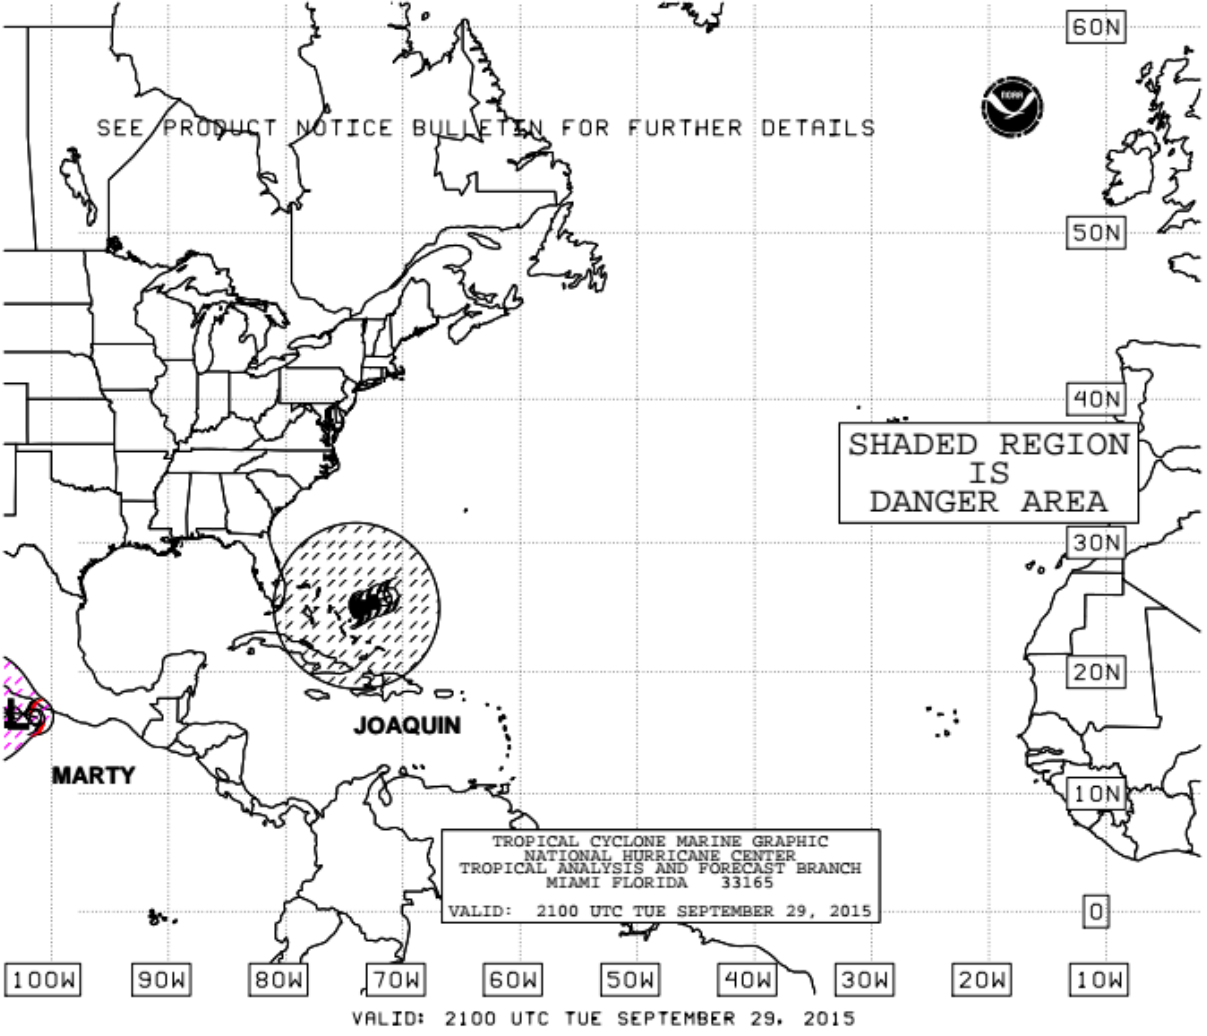 60N
NOAA
SEE PRODUCT NOTICE BULLETIN FOR FURTHER DETAILS
50N
40N
SHADED REGION
IS
DANGER AREA
30N
20N
L
JOAQUIN
MARTY
10N
TROPICAL CYCLONE MARINE GRAPHIC
NATIONAL HURRICANE CENTER
TROPICAL ANALYSIS AND FORECAST BRANCH
MIAMI FLORIDA 33165
VALID: 2100 UTC TUE SEPTEMBER 29, 2015
0
100W 90W 80W 70W 60W 50W 40W 30W 20W 10W
VALID: 2100 UTC TUE SEPTEMBER 29, 2015